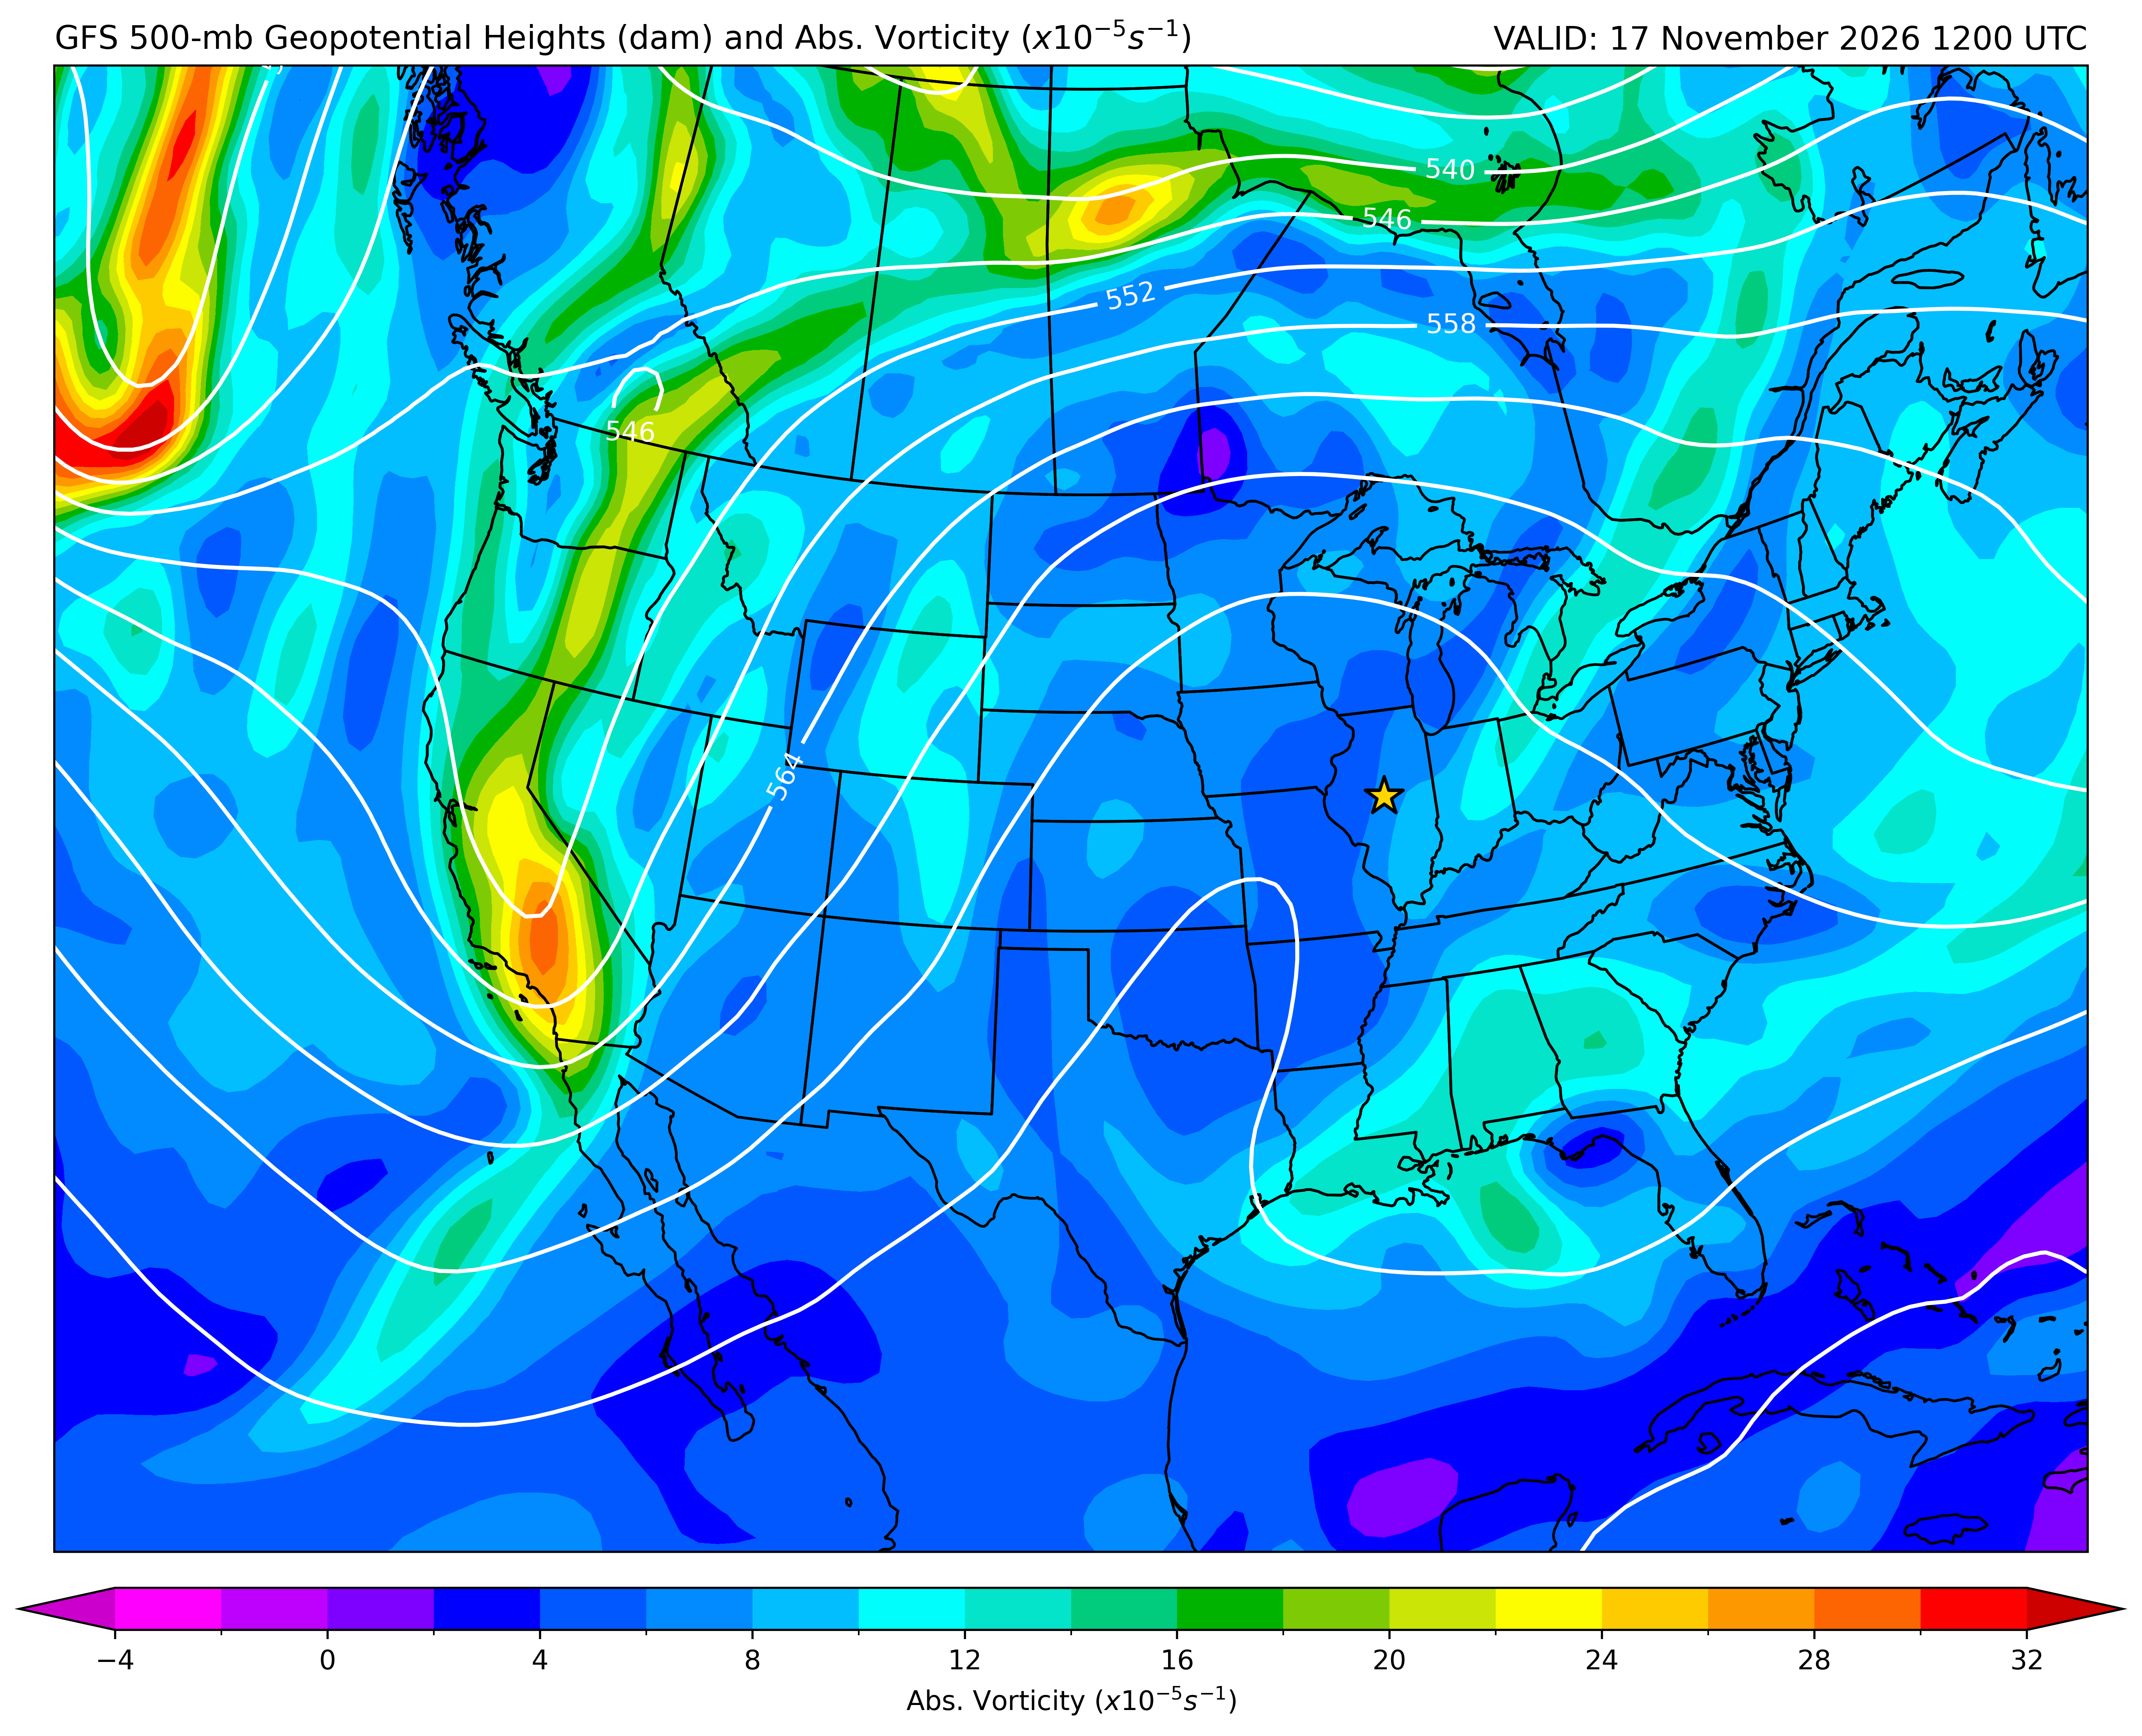 GFS 500-mb Geopotential Heights (dam) and Abs. Vorticity (x10⁻⁵s⁻¹) VALID: 17 November 2026 1200 UTC
540
546
552
558
546
564
−4 0 4 8 12 16 20 24 28 32
Abs. Vorticity (x10⁻⁵s⁻¹)